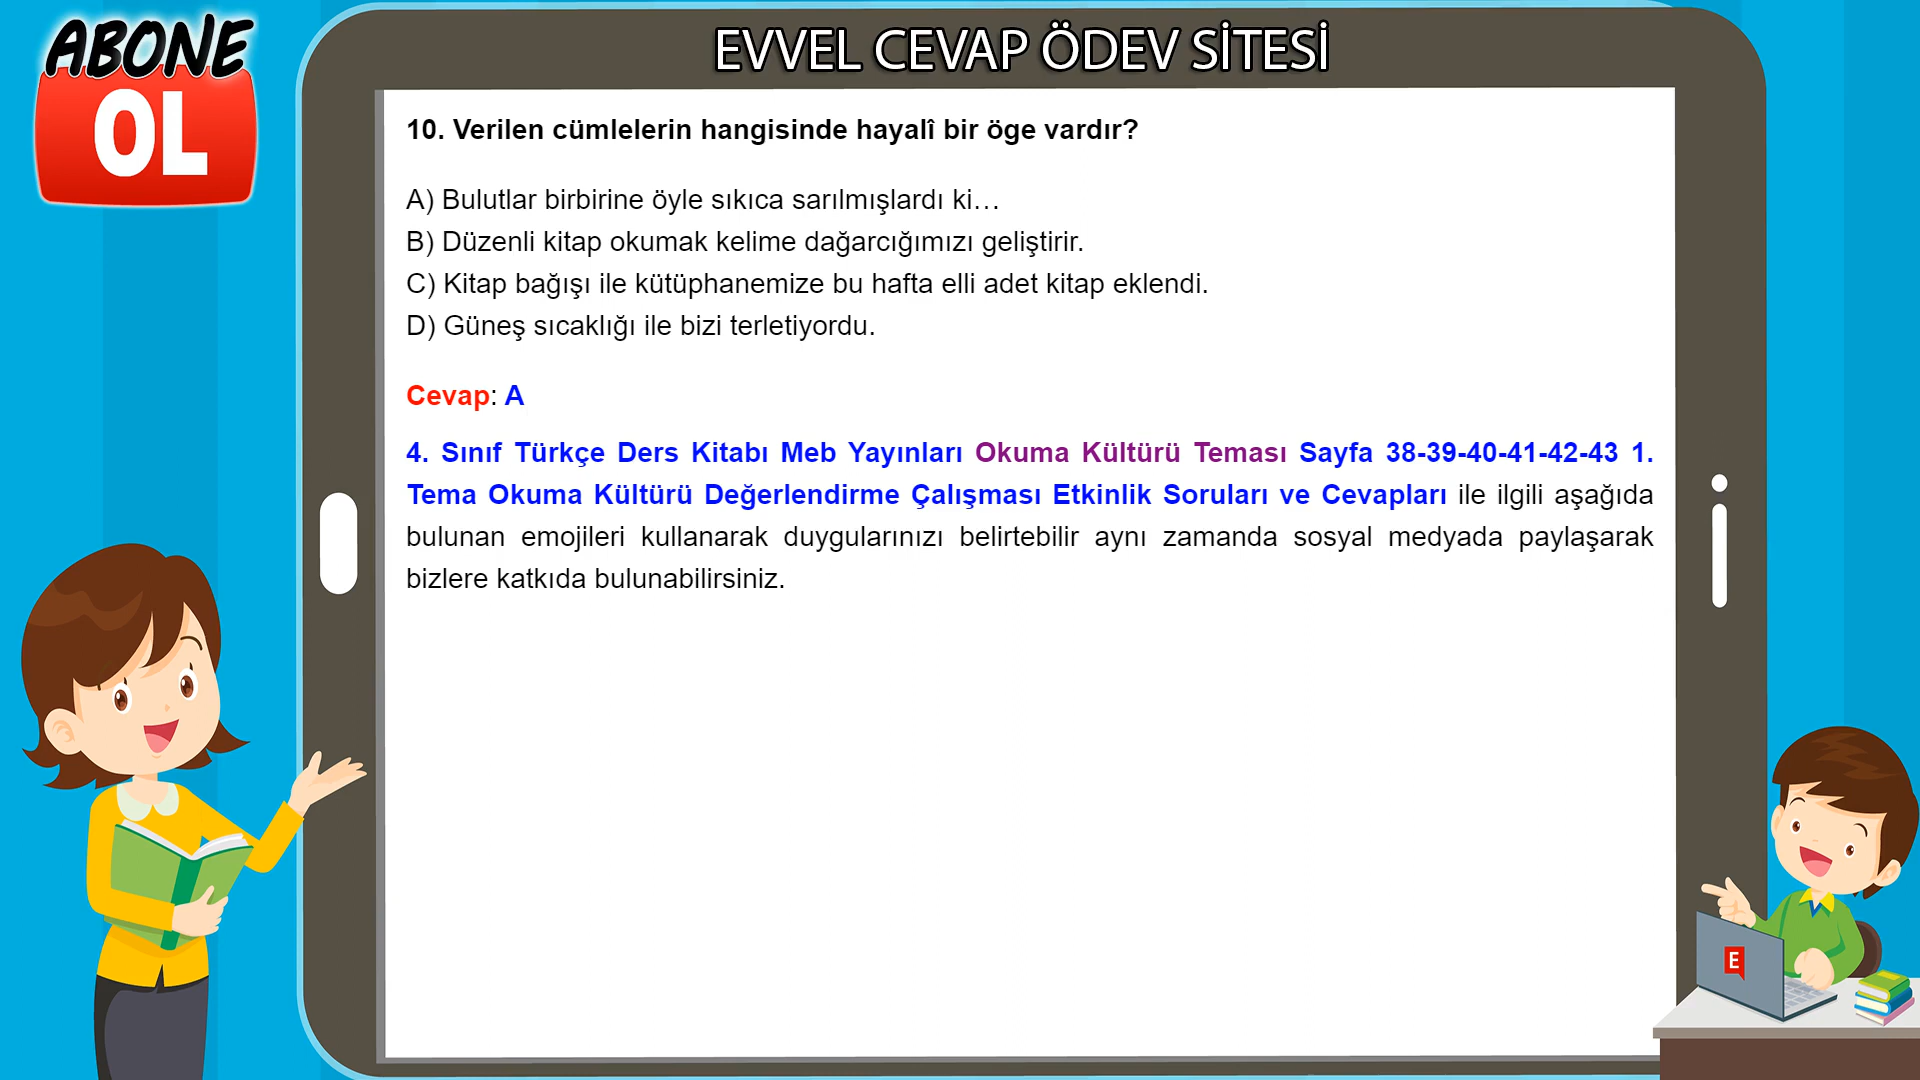 ABONE
OL
EVVEL CEVAP ÖDEV SİTESİ
10. Verilen cümlelerin hangisinde hayalî bir öge vardır?
A) Bulutlar birbirine öyle sıkıca sarılmışlardı ki…
B) Düzenli kitap okumak kelime dağarcığımızı geliştirir.
C) Kitap bağışı ile kütüphanemize bu hafta elli adet kitap eklendi.
D) Güneş sıcaklığı ile bizi terletiyordu.
Cevap: A
4. Sınıf Türkçe Ders Kitabı Meb Yayınları Okuma Kültürü Teması Sayfa 38-39-40-41-42-43 1.
Tema Okuma Kültürü Değerlendirme Çalışması Etkinlik Soruları ve Cevapları ile ilgili aşağıda
bulunan emojileri kullanarak duygularınızı belirtebilir aynı zamanda sosyal medyada paylaşarak
bizlere katkıda bulunabilirsiniz.
E